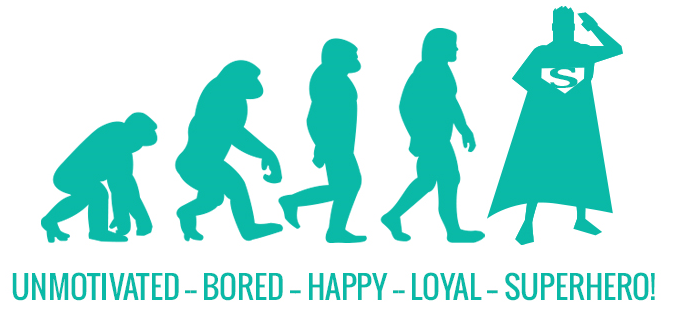 S
UNMOTIVATED – BORED – HAPPY – LOYAL – SUPERHERO!